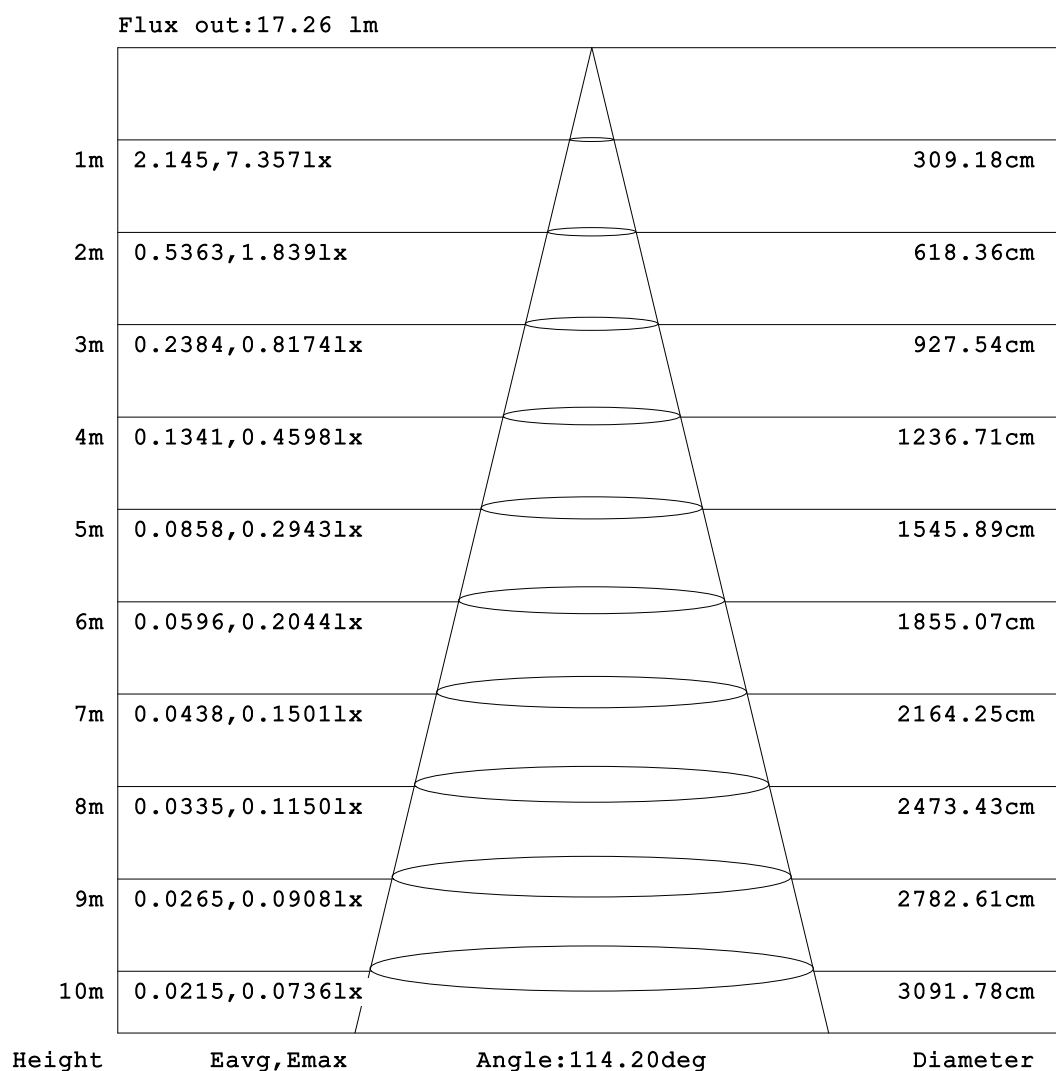 Flux out:17.26 lm
1m 2.145,7.357lx 309.18cm
2m 0.5363,1.839lx 618.36cm
3m 0.2384,0.8174lx 927.54cm
4m 0.1341,0.4598lx 1236.71cm
5m 0.0858,0.2943lx 1545.89cm
6m 0.0596,0.2044lx 1855.07cm
7m 0.0438,0.1501lx 2164.25cm
8m 0.0335,0.1150lx 2473.43cm
9m 0.0265,0.0908lx 2782.61cm
10m 0.0215,0.0736lx 3091.78cm
Height Eavg,Emax Angle:114.20deg Diameter